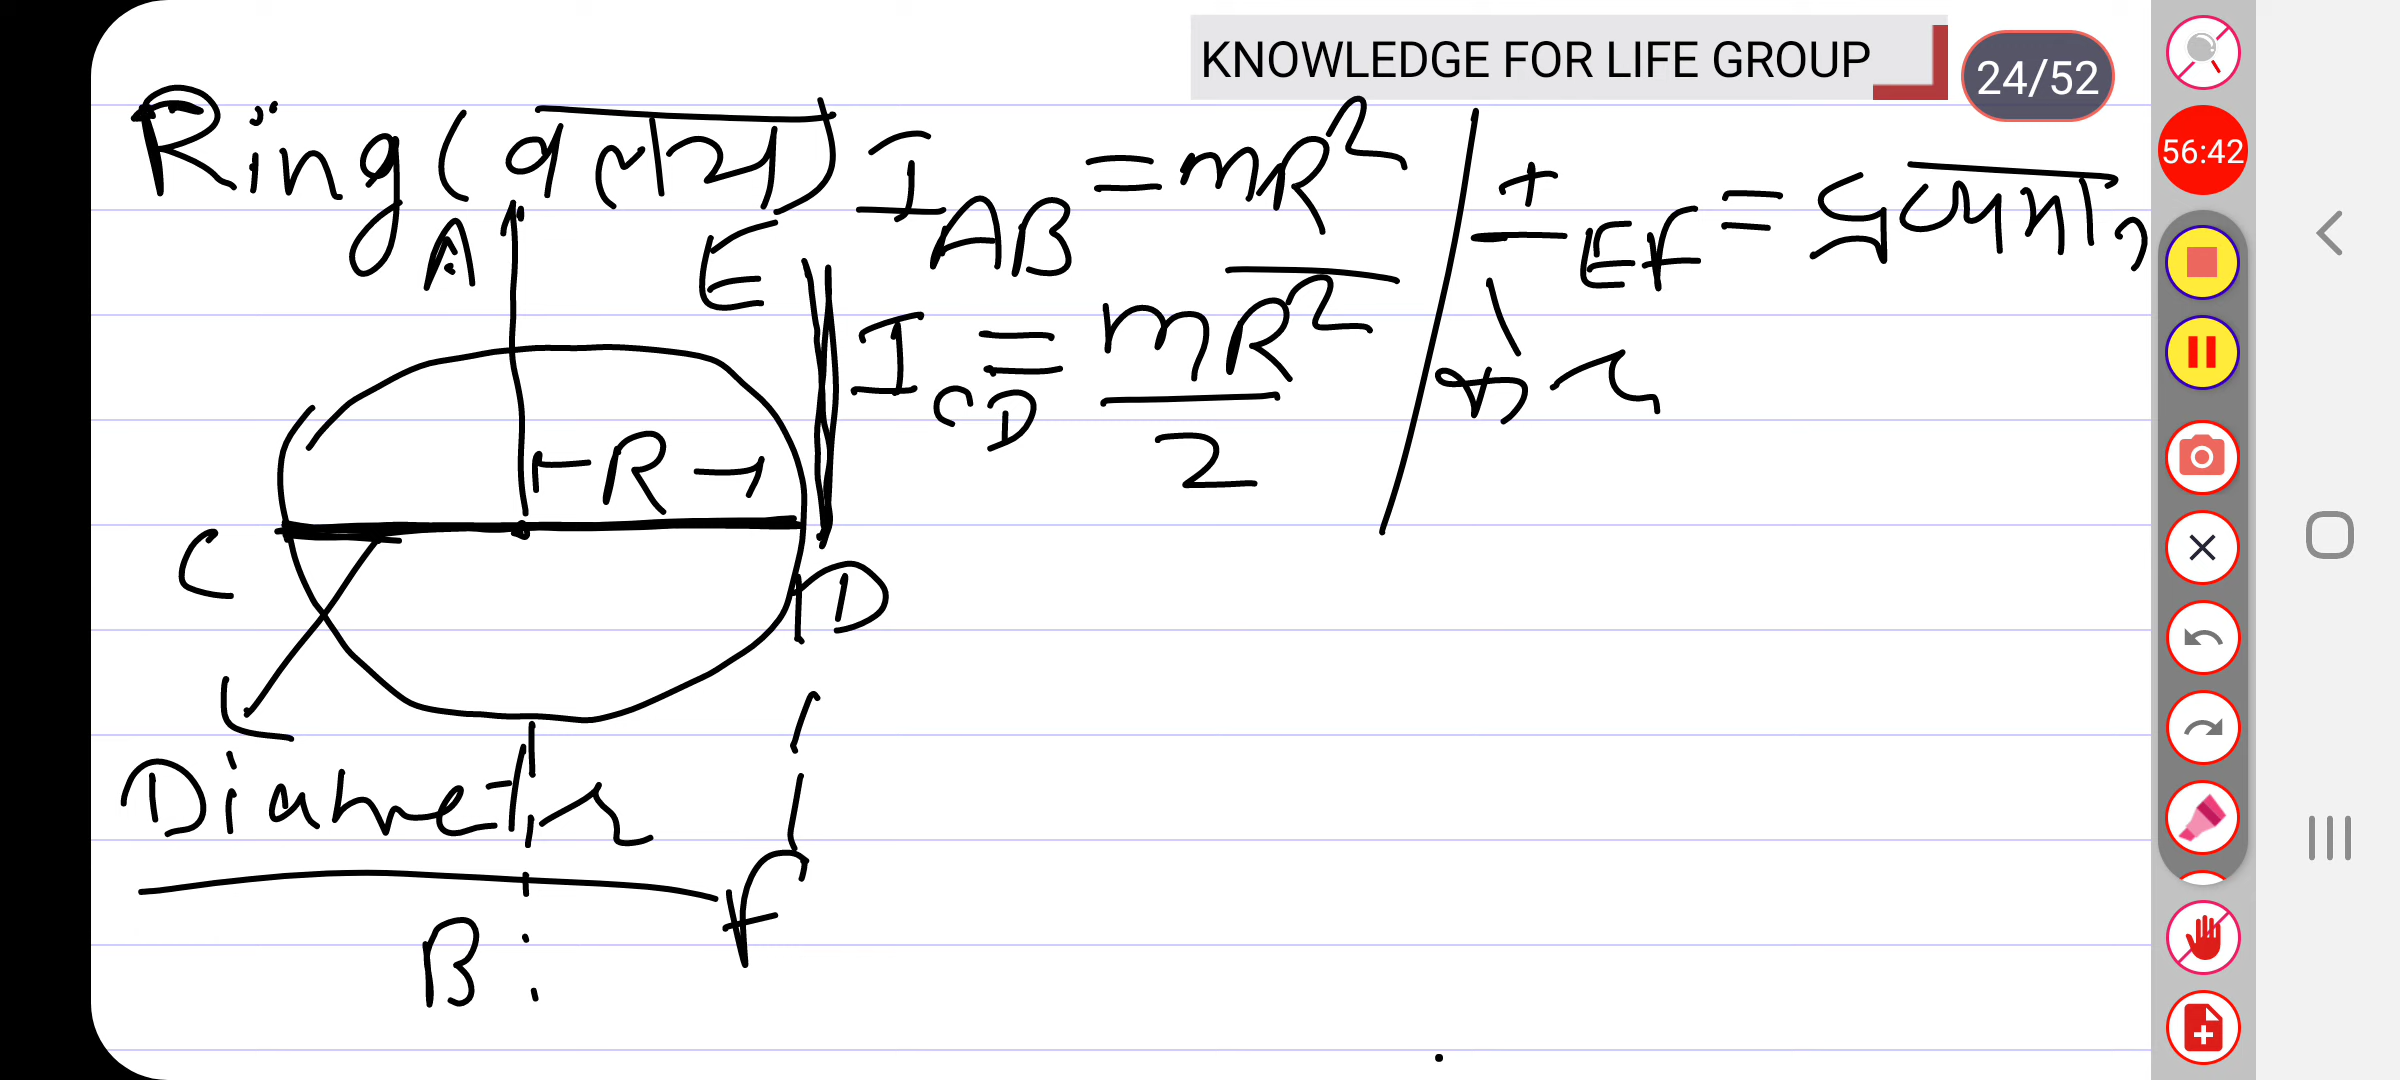 KNOWLEDGE FOR LIFE GROUP
24/52
56:42
Ring (वलय)
A
E
I_AB = mR²
I_CD = mR²/2
I_EF =
R
C
D
Diameter
B
F